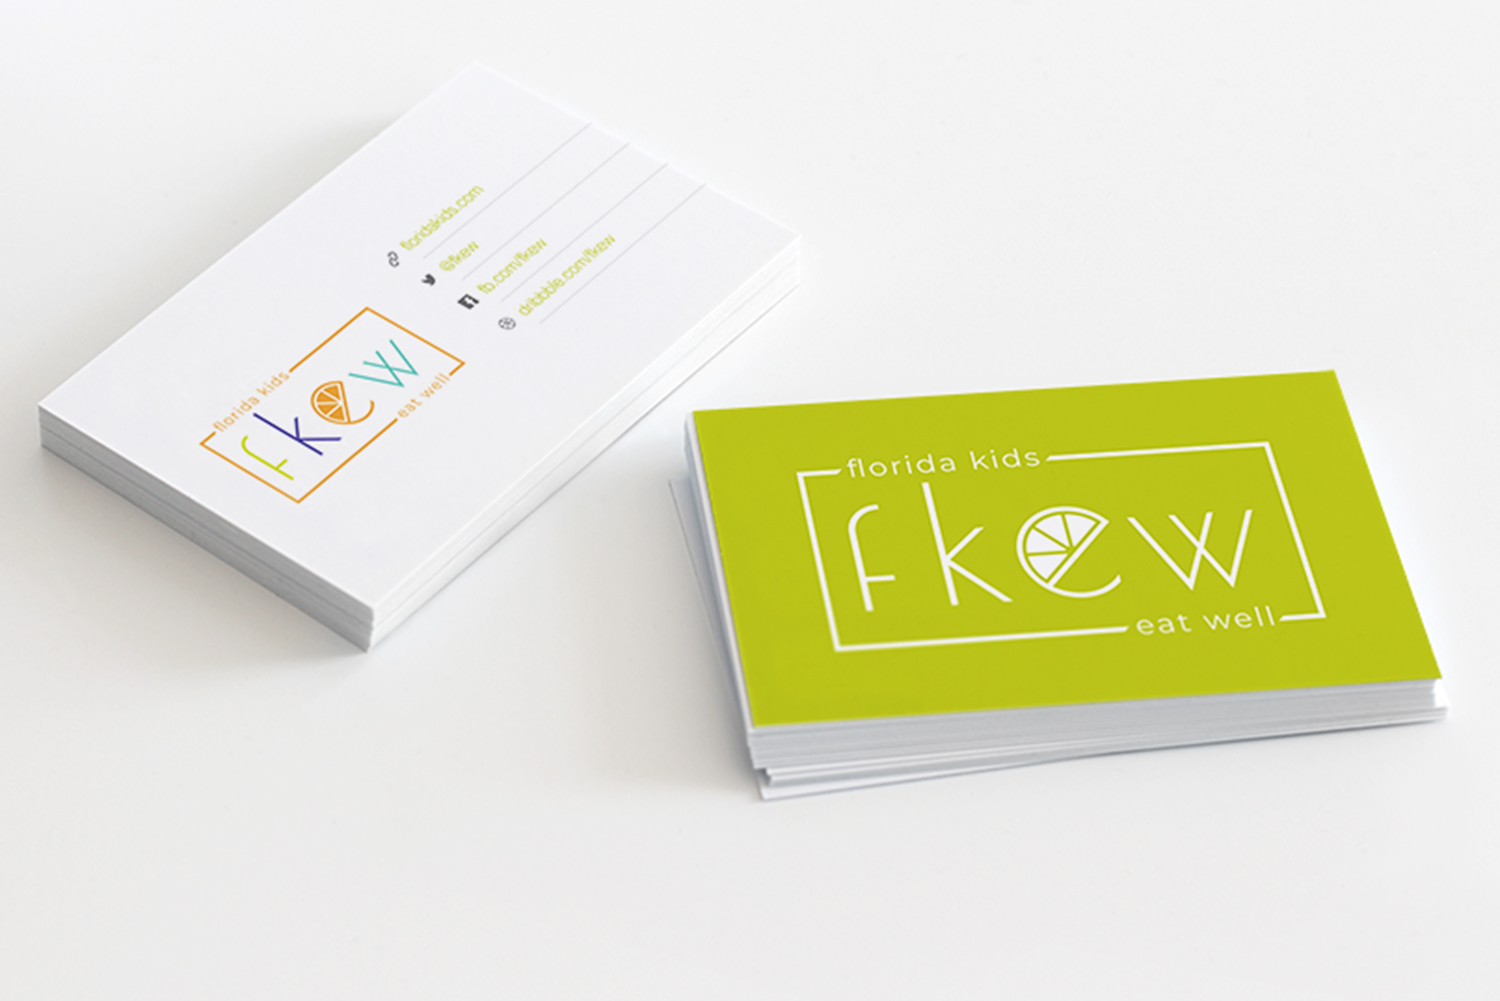 floridakids.com
@fkew
fb.com/fkew
dribbble.com/fkew
florida kids
fkew
eat well
florida kids
fkew
eat well